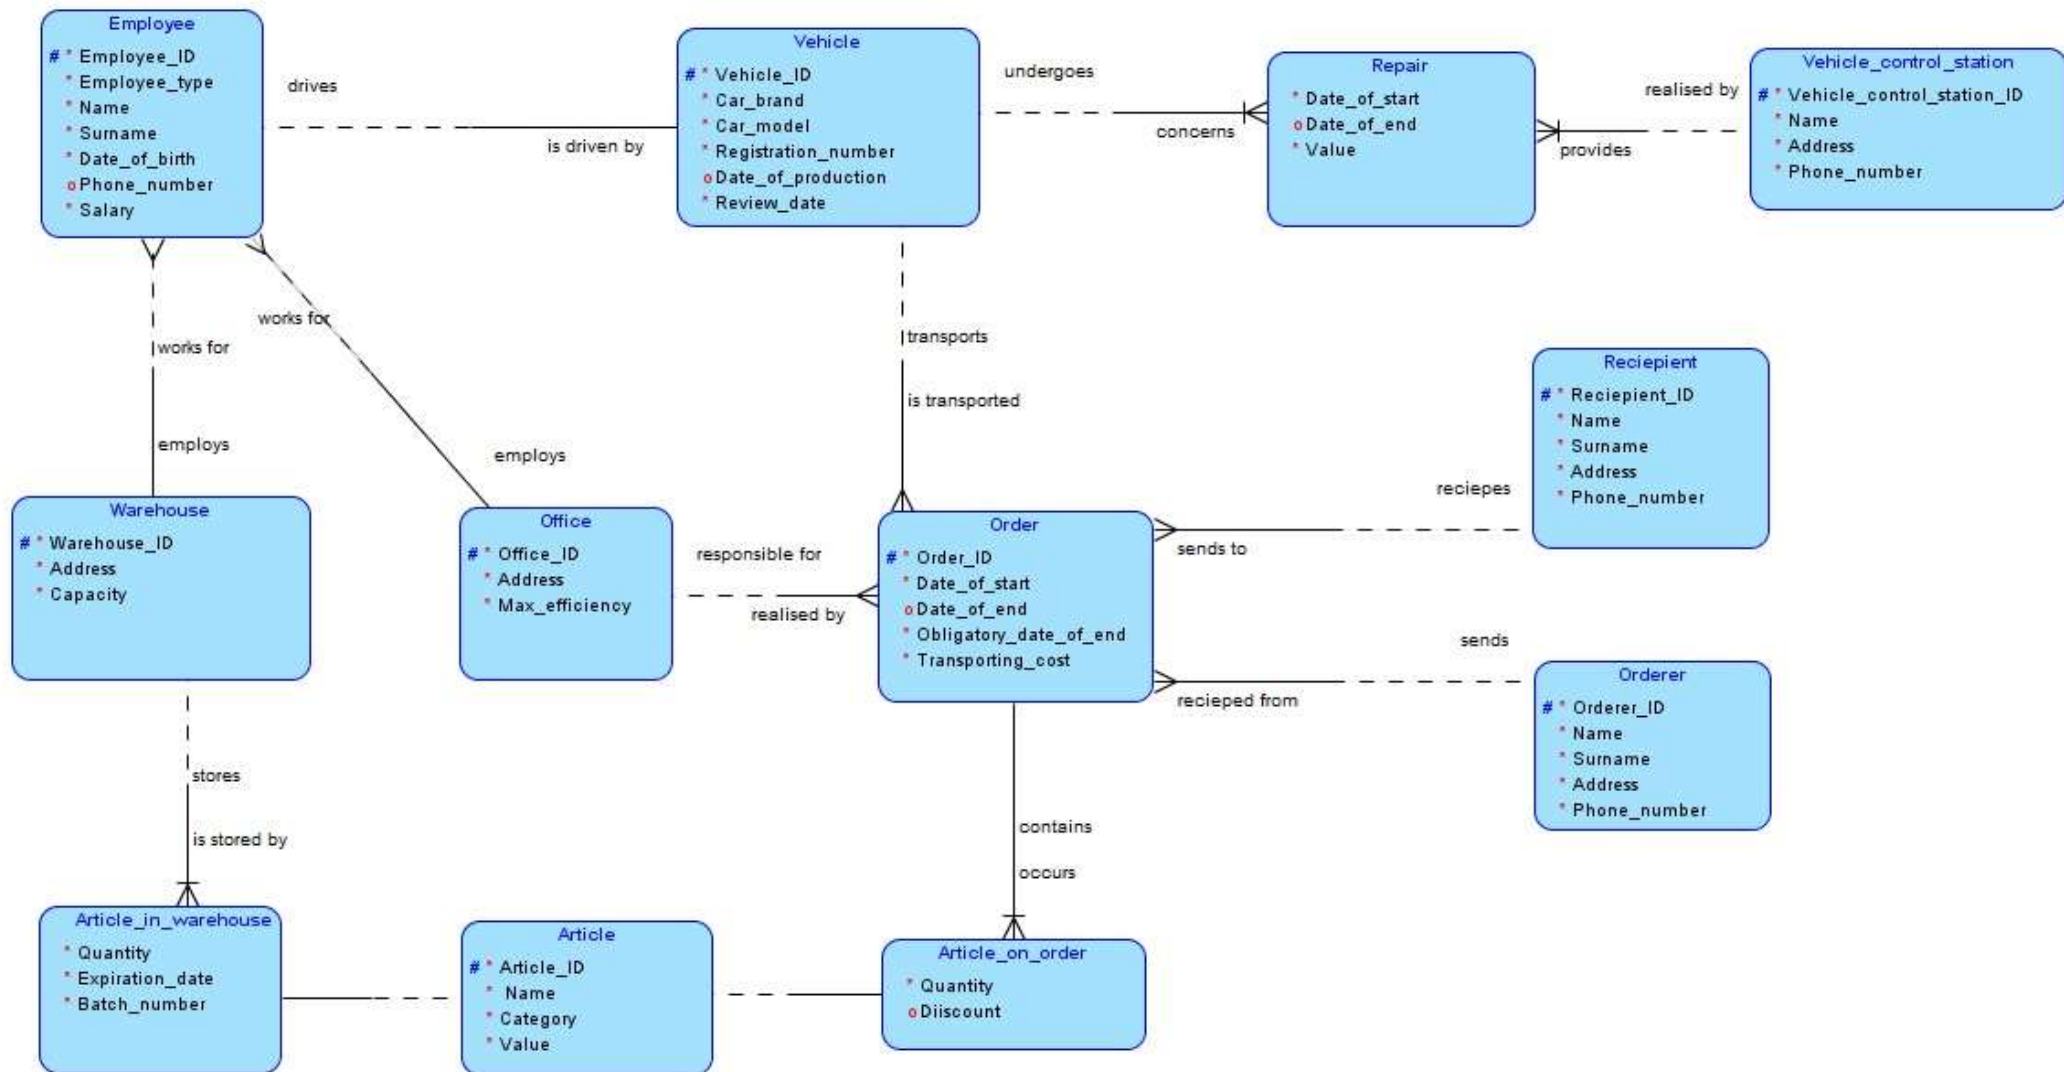 Employee
# * Employee_ID
* Employee_type
* Name
* Surname
* Date_of_birth
o Phone_number
* Salary
drives
is driven by
Vehicle
# * Vehicle_ID
* Car_brand
* Car_model
* Registration_number
o Date_of_production
* Review_date
undergoes
concerns
Repair
* Date_of_start
o Date_of_end
* Value
realised by
provides
Vehicle_control_station
# * Vehicle_control_station_ID
* Name
* Address
* Phone_number
works for
employs
works for
employs
transports
is transported
Reciepient
# * Reciepient_ID
* Name
* Surname
* Address
* Phone_number
Warehouse
# * Warehouse_ID
* Address
* Capacity
Office
# * Office_ID
* Address
* Max_efficiency
responsible for
realised by
Order
# * Order_ID
* Date_of_start
o Date_of_end
* Obligatory_date_of_end
* Transporting_cost
reciepes
sends to
sends
recieped from
Orderer
# * Orderer_ID
* Name
* Surname
* Address
* Phone_number
stores
is stored by
contains
occurs
Article_in_warehouse
* Quantity
* Expiration_date
* Batch_number
Article
# * Article_ID
* Name
* Category
* Value
Article_on_order
* Quantity
o Diiscount